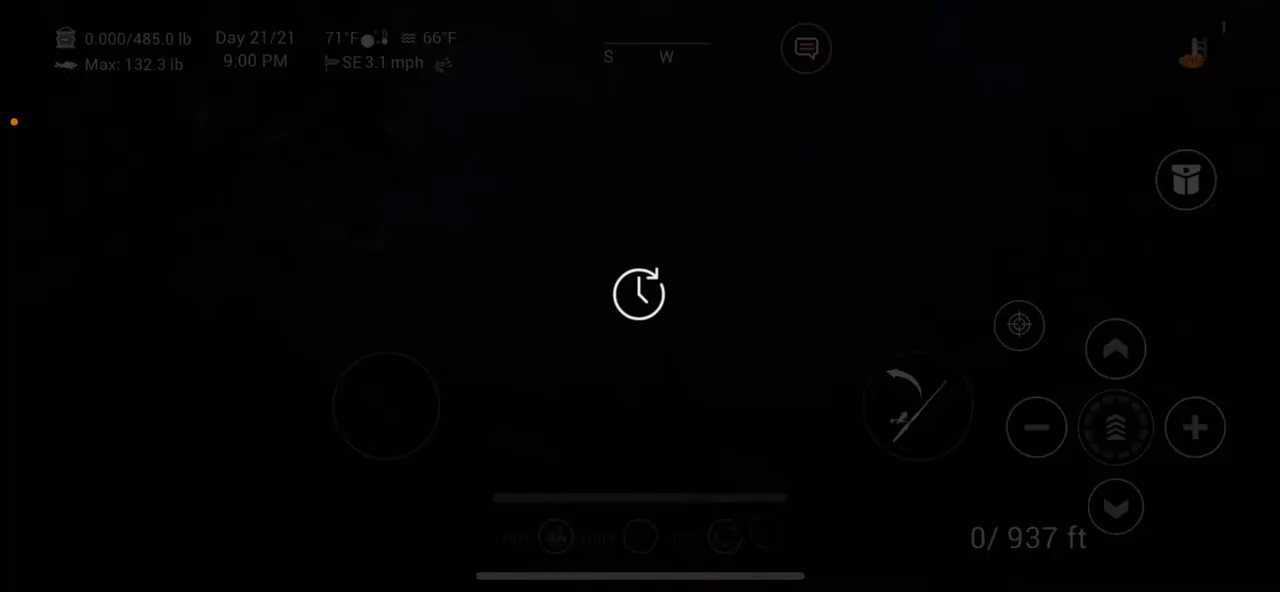 0.000/485.0 lb Day 21/21 71°F 66°F
Max: 132.3 lb 9:00 PM SE 3.1 mph
S W
1
0/ 937 ft